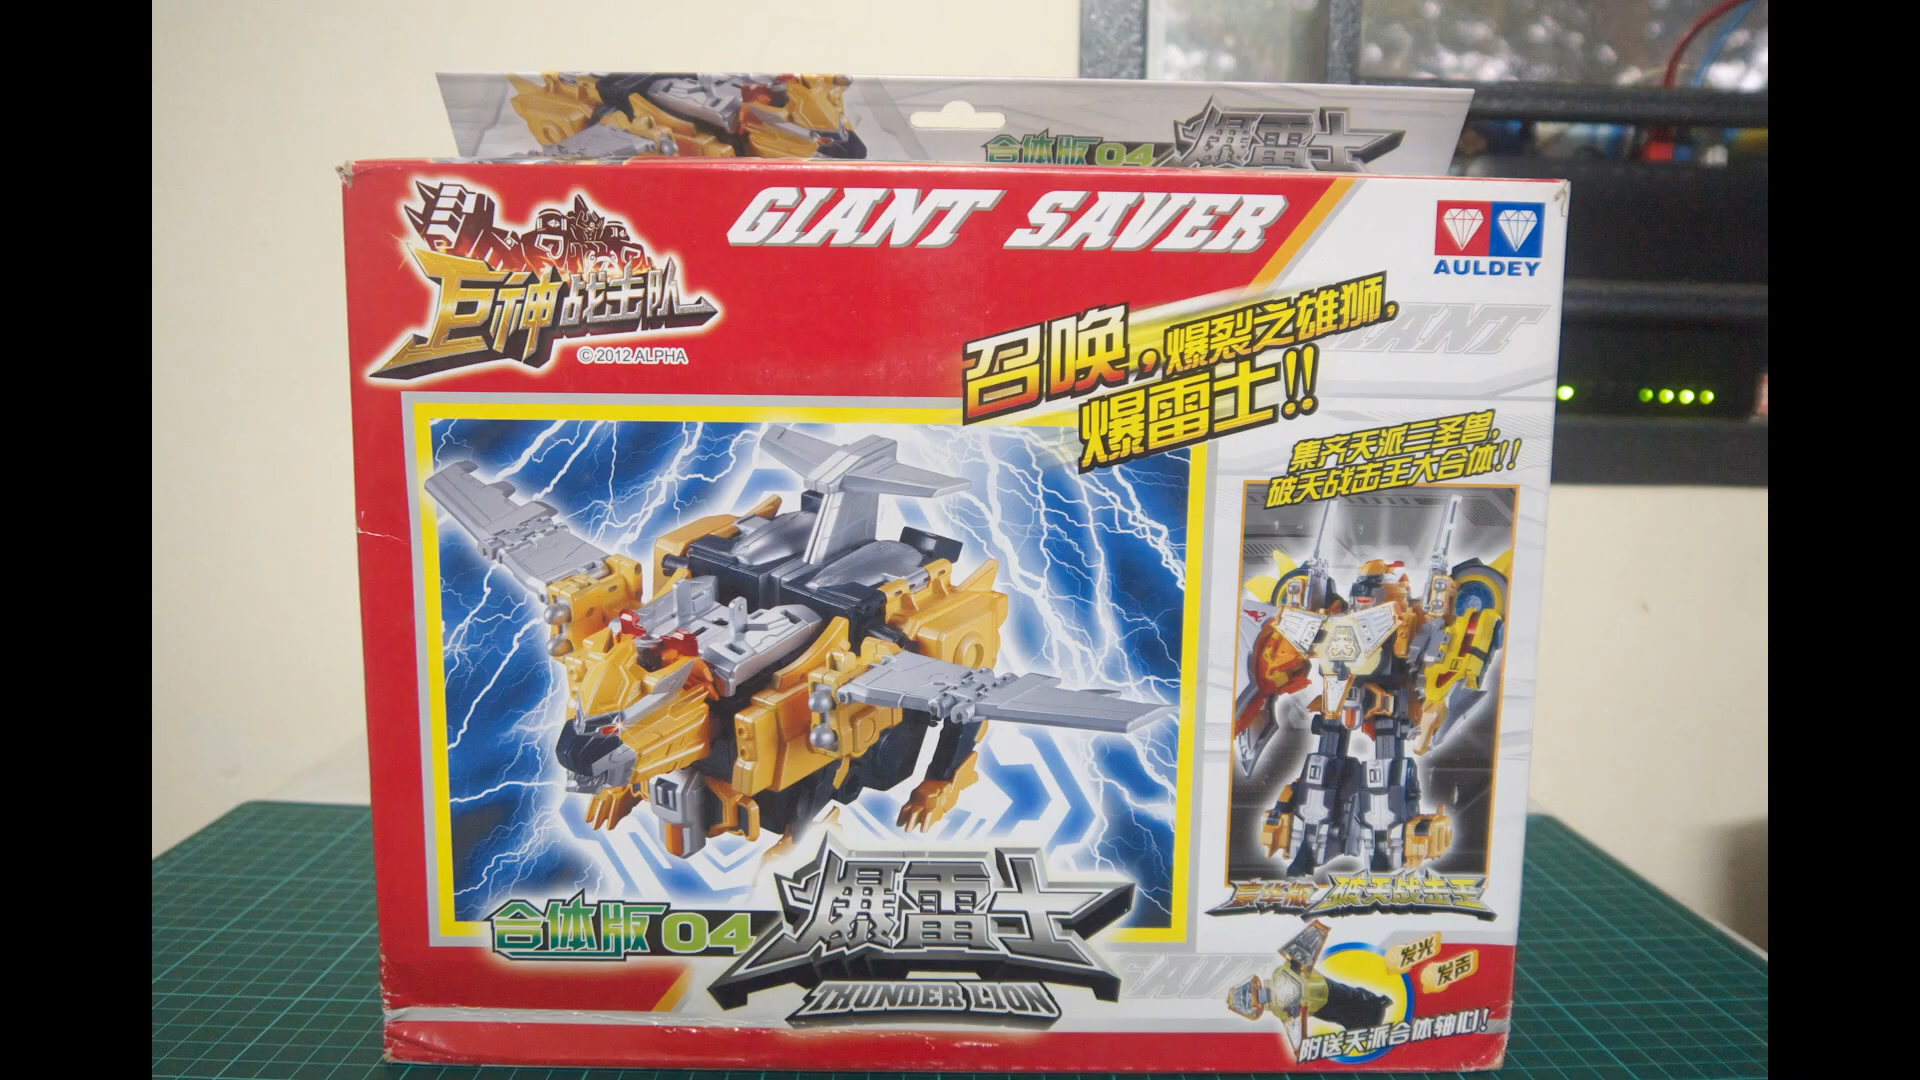 合体版04 爆雷士
GIANT SAVER
AULDEY
巨神战击队
© 2012 ALPHA
召唤，爆裂之雄狮，
爆雷士!!
GIANT
集齐天派三圣兽，
破天战击王大合体!!
豪华版 破天战击王
合体版04 爆雷士
THUNDER LION
SAV
发光
发声
附送天派合体轴心!